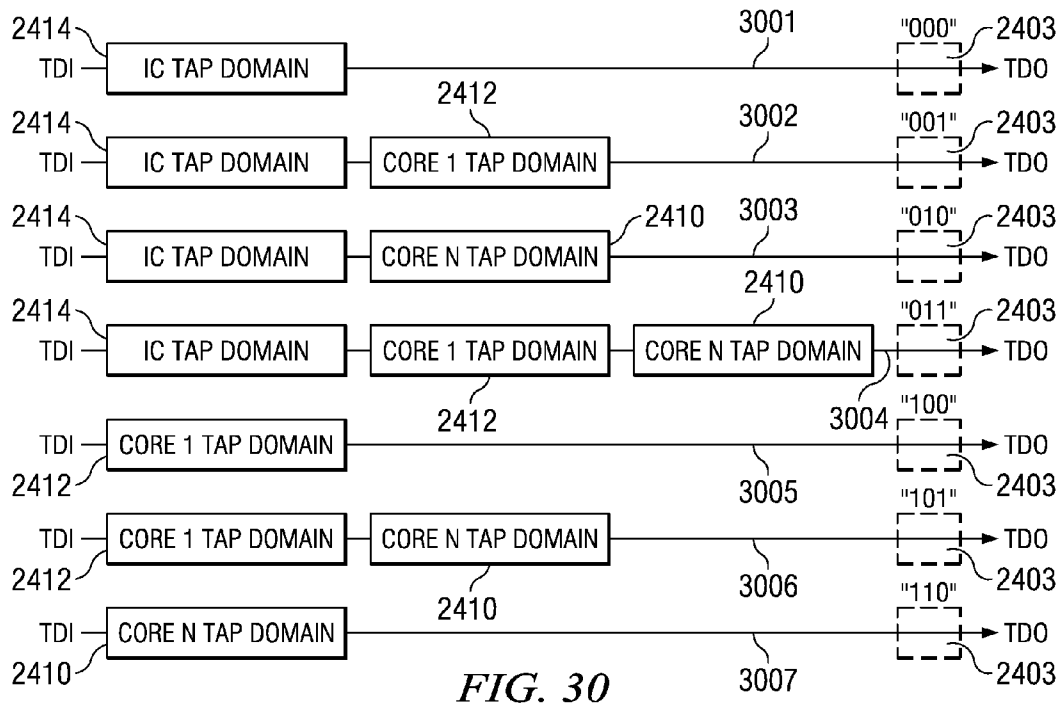 2414 3001 "000" 2403
TDI IC TAP DOMAIN TDO
2414 2412 3002 "001" 2403
TDI IC TAP DOMAIN CORE 1 TAP DOMAIN TDO
2414 2410 3003 "010" 2403
TDI IC TAP DOMAIN CORE N TAP DOMAIN TDO
2414 2410 "011" 2403
TDI IC TAP DOMAIN CORE 1 TAP DOMAIN CORE N TAP DOMAIN TDO
2412 3004
"100"
TDI CORE 1 TAP DOMAIN TDO
2412 3005 2403
"101"
TDI CORE 1 TAP DOMAIN CORE N TAP DOMAIN TDO
2412 2410 3006 2403
"110"
TDI CORE N TAP DOMAIN TDO
2410 3007 2403
FIG. 30